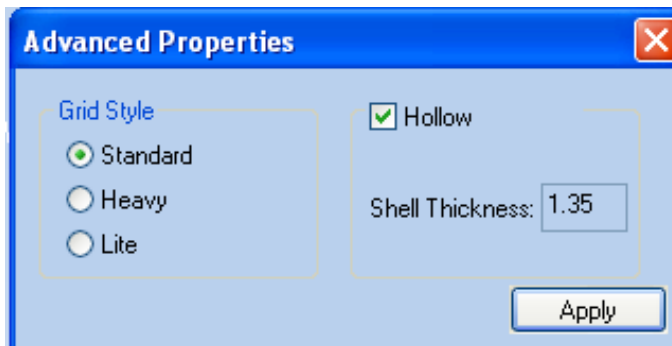 Advanced Properties
Grid Style
Standard
Heavy
Lite
Hollow
Shell Thickness: 1.35
Apply